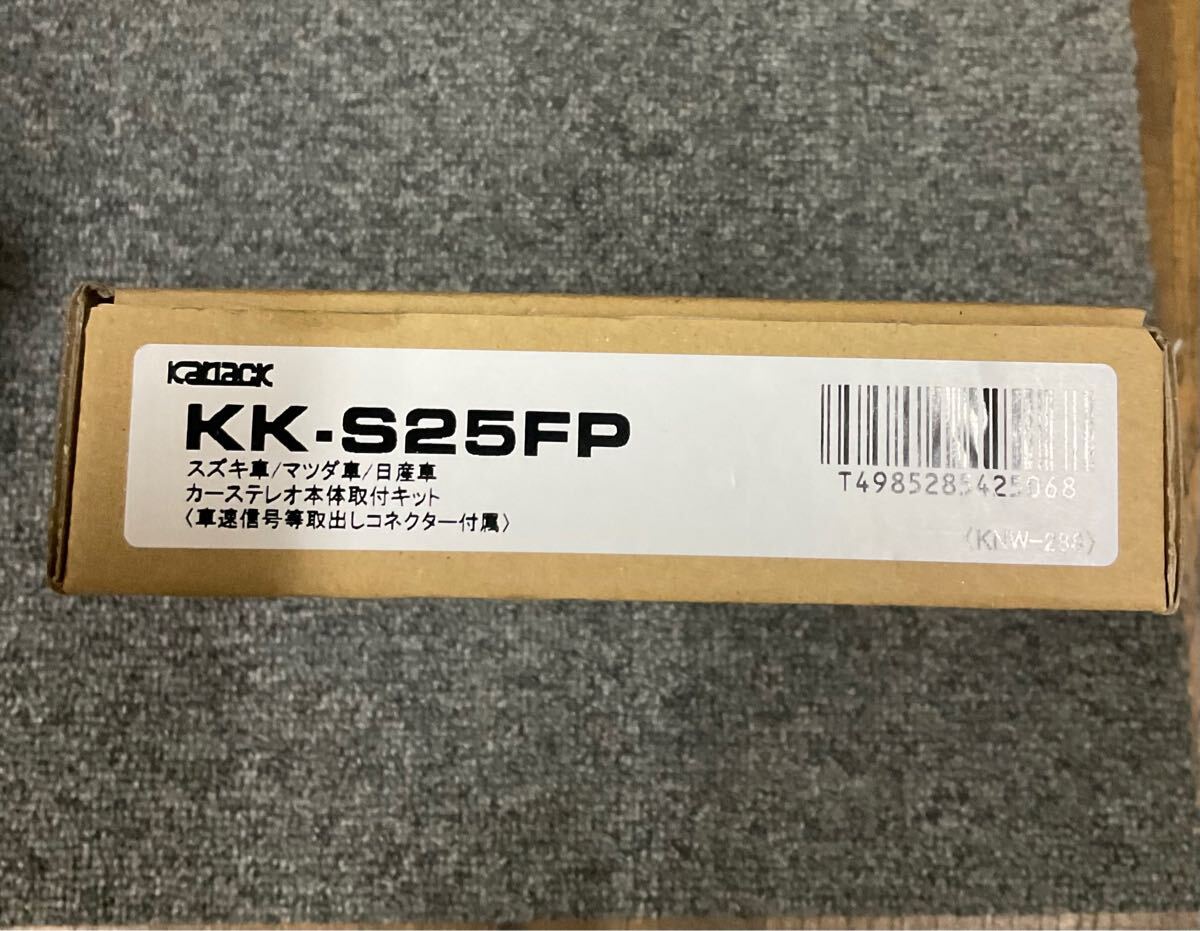 Kanack
KK-S25FP
スズキ車/マツダ車/日産車
カーステレオ本体取付キット
〈車速信号等取出しコネクター付属〉
T4985285425068
〈KNW-288〉